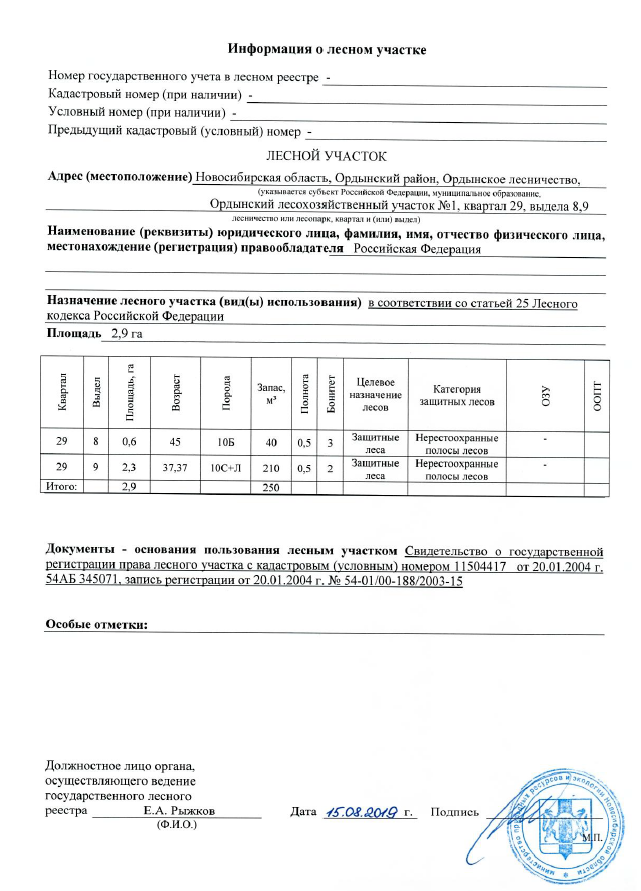 Информация о лесном участке
Номер государственного учета в лесном реестре -
Кадастровый номер (при наличии) -
Условный номер (при наличии) -
Предыдущий кадастровый (условный) номер -
ЛЕСНОЙ УЧАСТОК
Адрес (местоположение) Новосибирская область, Ордынский район, Ордынское лесничество,
(указывается субъект Российской Федерации, муниципальное образование,
Ордынский лесохозяйственный участок №1, квартал 29, выдела 8,9
лесничество или лесопарк, квартал и (или) выдел)
Наименование (реквизиты) юридического лица, фамилия, имя, отчество физического лица,
местонахождение (регистрация) правообладателя Российская Федерация
Назначение лесного участка (вид(ы) использования) в соответствии со статьей 25 Лесного
кодекса Российской Федерации
Площадь 2,9 га
Квартал Выдел Площадь, га Возраст Порода Запас, м³ Полнота Бонитет Целевое назначение лесов Категория защитных лесов ОЗУ ООПТ
29 8 0,6 45 10Б 40 0,5 3 Защитные леса Нерестоохранные полосы лесов -
29 9 2,3 37,37 10С+Л 210 0,5 2 Защитные леса Нерестоохранные полосы лесов -
Итого: 2,9 250
Документы - основания пользования лесным участком Свидетельство о государственной
регистрации права лесного участка с кадастровым (условным) номером 11504417 от 20.01.2004 г.
54АБ 345071, запись регистрации от 20.01.2004 г. № 54-01/00-188/2003-15
Особые отметки:
Должностное лицо органа,
осуществляющего ведение
государственного лесного
реестра Е.А. Рыжков Дата 15.08.2019 г. Подпись
(Ф.И.О.)
М.П.
министерство природных ресурсов и экологии Новосибирской области